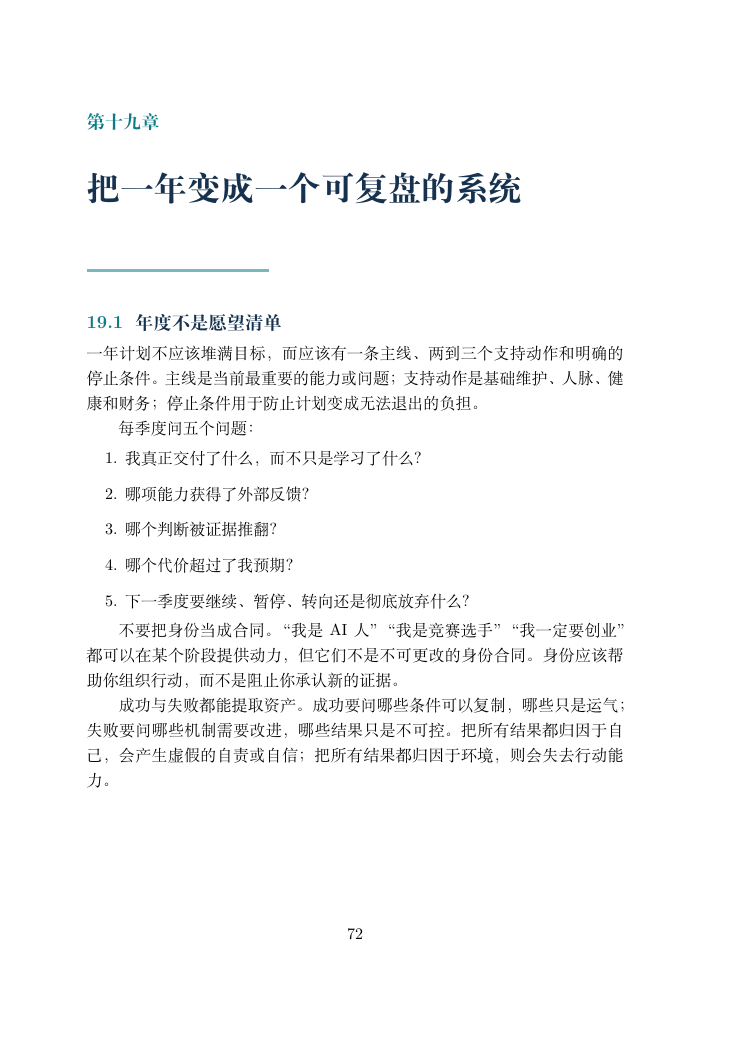 第十九章
把一年变成一个可复盘的系统
19.1 年度不是愿望清单
一年计划不应该堆满目标，而应该有一条主线、两到三个支持动作和明确的
停止条件。主线是当前最重要的能力或问题；支持动作是基础维护、人脉、健
康和财务；停止条件用于防止计划变成无法退出的负担。
每季度问五个问题：
1. 我真正交付了什么，而不只是学习了什么？
2. 哪项能力获得了外部反馈？
3. 哪个判断被证据推翻？
4. 哪个代价超过了我预期？
5. 下一季度要继续、暂停、转向还是彻底放弃什么？
不要把身份当成合同。“我是 AI 人”“我是竞赛选手”“我一定要创业”
都可以在某个阶段提供动力，但它们不是不可更改的身份合同。身份应该帮
助你组织行动，而不是阻止你承认新的证据。
成功与失败都能提取资产。成功要问哪些条件可以复制，哪些只是运气；
失败要问哪些机制需要改进，哪些结果只是不可控。把所有结果都归因于自
己，会产生虚假的自责或自信；把所有结果都归因于环境，则会失去行动能
力。
72